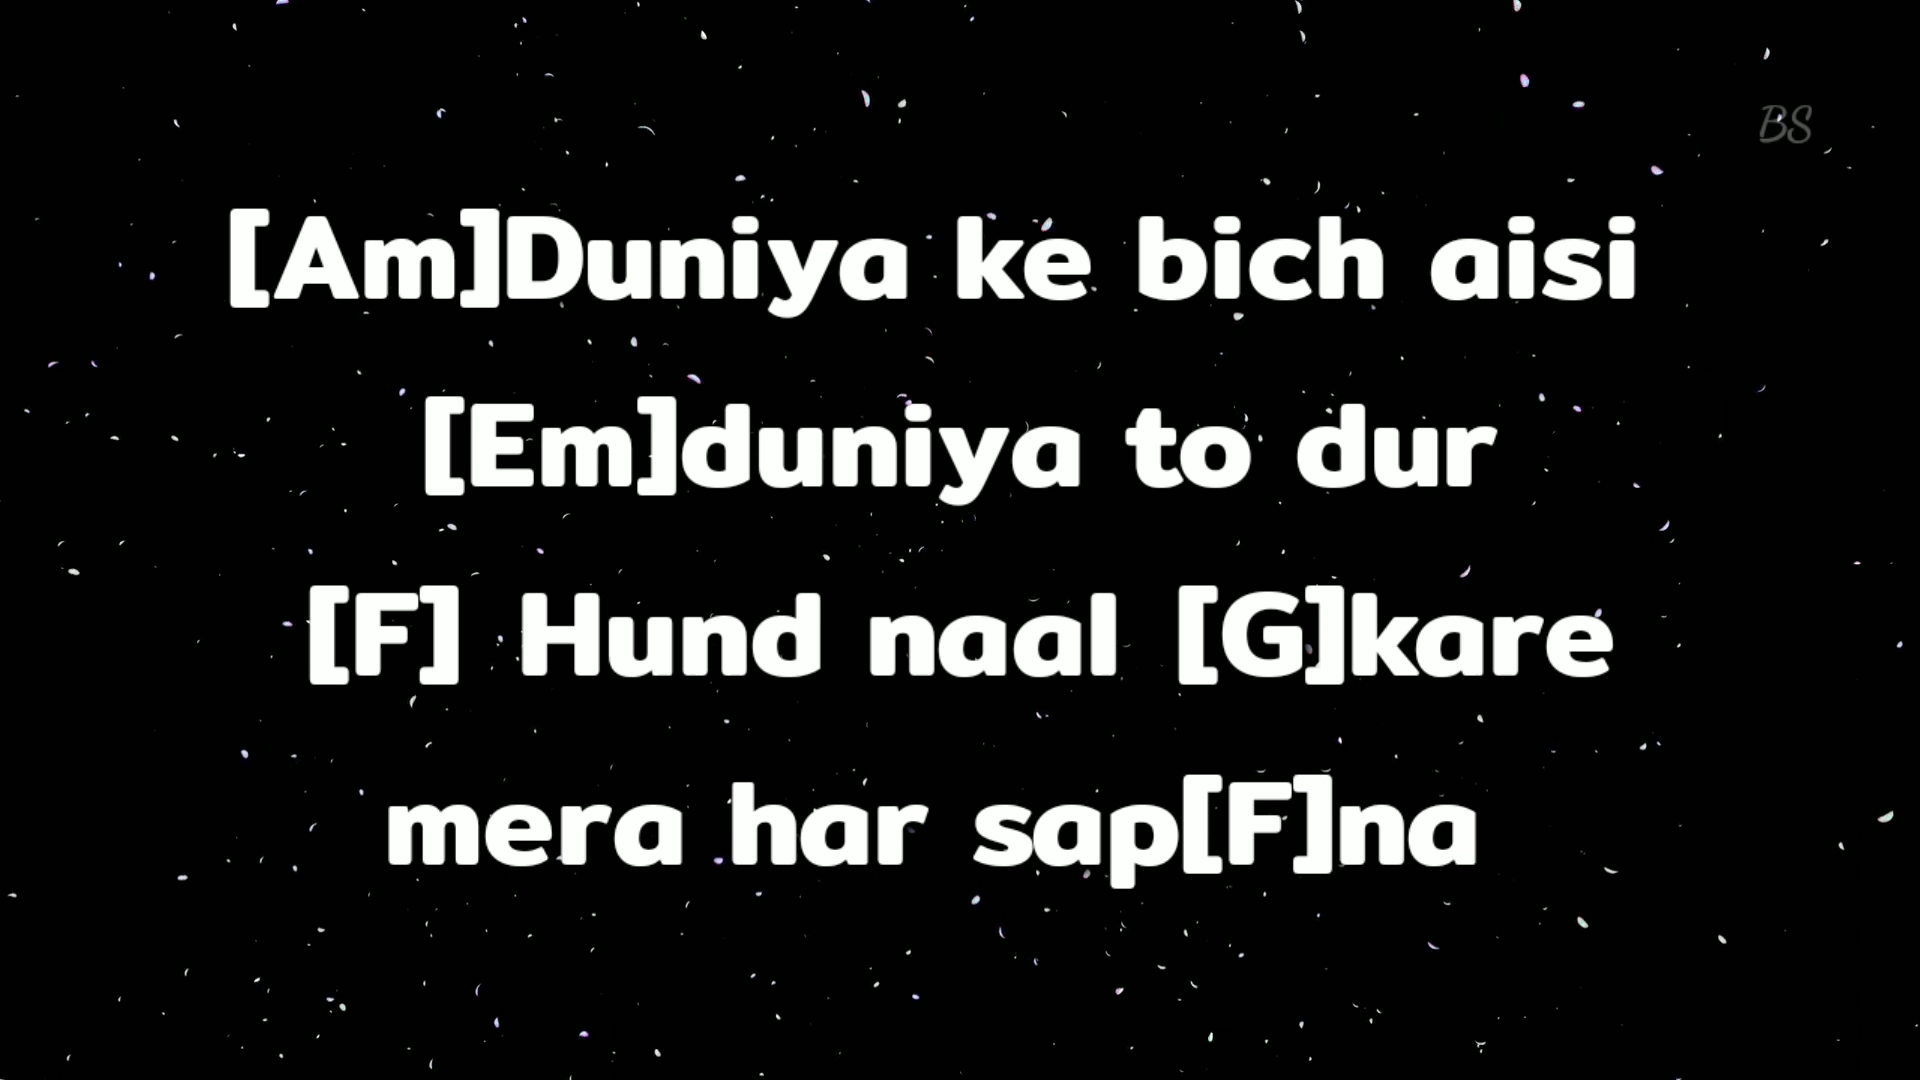 BS
[Am]Duniya ke bich aisi
[Em]duniya to dur
[F] Hund naal [G]kare
mera har sap[F]na